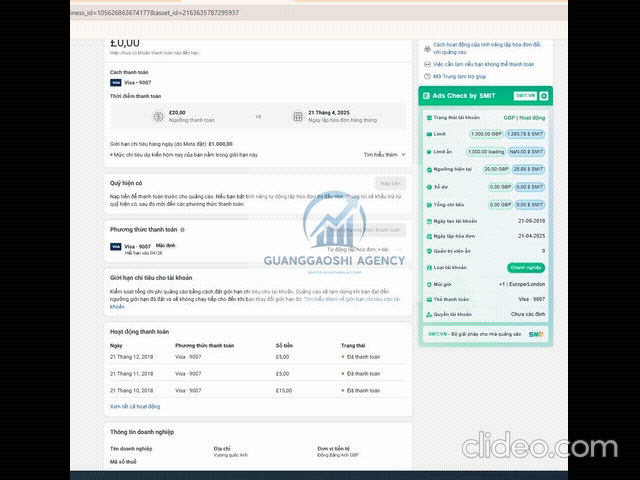 iness_id=105626863674177&asset_id=2163635787295937
£0,00
Hiện chưa có khoản thanh toán nào đến hạn.
Cách thanh toán
VISA Visa · 9007
Thời điểm thanh toán
£20,00
Ngưỡng thanh toán
và
21 Tháng 4, 2025
Ngày lập hóa đơn hàng tháng
Giới hạn chi tiêu hàng ngày (do Meta đặt): £1.000,00
• Mức chi tiêu dự kiến hôm nay của bạn nằm trong giới hạn này
Tìm hiểu thêm
Quỹ hiện có
Nạp tiền
Nạp tiền để thanh toán trước cho quảng cáo. Nếu bạn bật tính năng tự động lập hóa đơn thì đầu tiên, chúng tôi sẽ khấu trừ từ
quỹ hiện có, sau đó mới đến các phương thức thanh toán.
Phương thức thanh toán
VISA Visa · 9007 Mặc định
Hết hạn vào 04/28
GUANGGAOSHI AGENCY
Giới hạn chi tiêu cho tài khoản
Kiểm soát tổng chi phí quảng cáo bằng cách đặt giới hạn chi tiêu cho tài khoản. Quảng cáo sẽ tạm dừng khi bạn đạt đến
ngưỡng giới hạn đã đặt và sẽ không chạy tiếp cho đến khi bạn thay đổi giới hạn đó. Tìm hiểu thêm về giới hạn chi tiêu cho tài
khoản
Hoạt động thanh toán
Ngày Phương thức thanh toán Số tiền Trạng thái
21 Tháng 12, 2018 Visa · 9007 £5,00 Đã thanh toán
21 Tháng 11, 2018 Visa · 9007 £5,00 Đã thanh toán
21 Tháng 10, 2018 Visa · 9007 £15,00 Đã thanh toán
Xem tất cả hoạt động
Thông tin doanh nghiệp
Tên doanh nghiệp Địa chỉ Đơn vị tiền tệ
- Vương quốc Anh Đồng Bảng Anh GBP
Mã số thuế
Cách hoạt động của tính năng lập hóa đơn đối
với quảng cáo
Việc cần làm nếu bạn không thể thanh toán
Mở Trung tâm trợ giúp
Ads Check by SMIT SMIT.VN
Trạng thái tài khoản GBP | Hoạt động
Limit 1.000,00 GBP 1.290,78 $ SMIT
Limit ẩn 1,000.00 loading NaN,00 $ SMIT
Ngưỡng hiện tại 20,00 GBP 25,88 $ SMIT
Số dư 0,00 GBP 0,00 $ SMIT
Tổng chi tiêu 0,00 GBP 0,00 $ SMIT
Ngày tạo tài khoản 21-09-2018
Ngày lập hóa đơn 21-04-2025
Quản trị viên ẩn 0
Loại tài khoản Doanh nghiệp
Múi giờ +1 | Europe/London
Thẻ thanh toán Visa · 9007
Quyền tài khoản Chưa xác định
SMIT.VN - Bộ giải pháp cho nhà quảng cáo SMIT
clideo.com